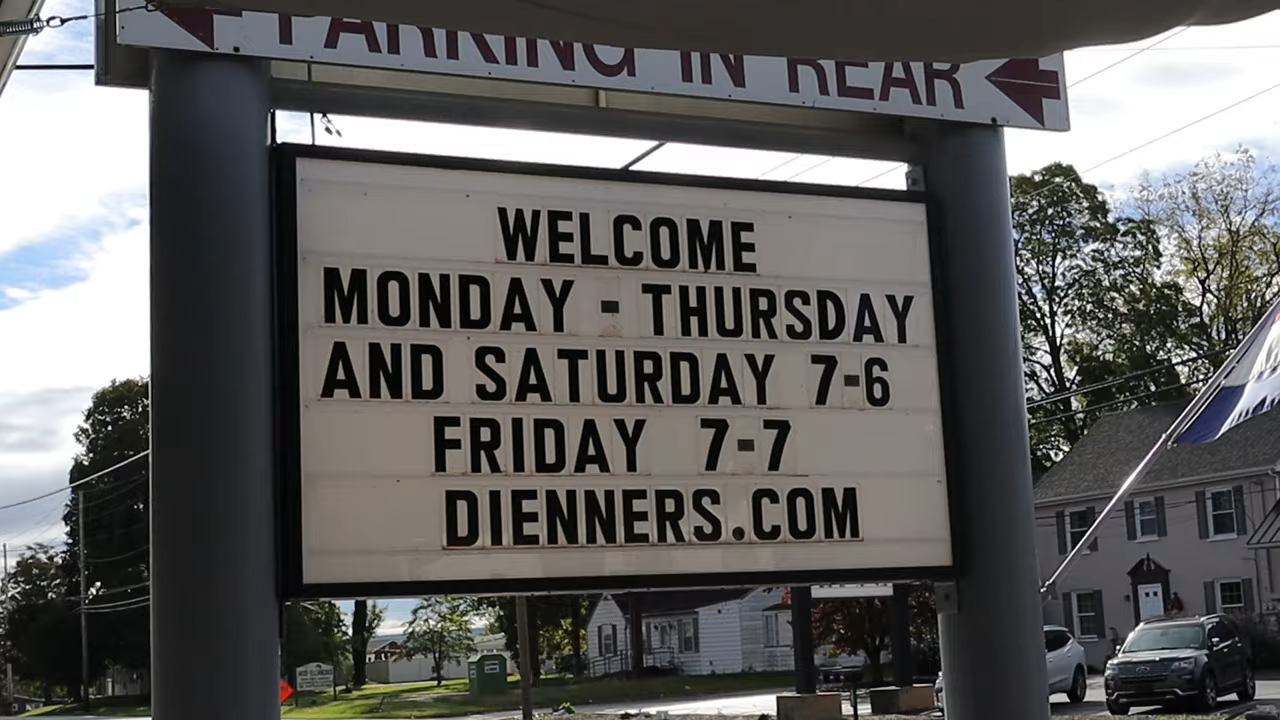 PARKING IN REAR
WELCOME
MONDAY - THURSDAY
AND SATURDAY 7-6
FRIDAY 7-7
DIENNERS.COM